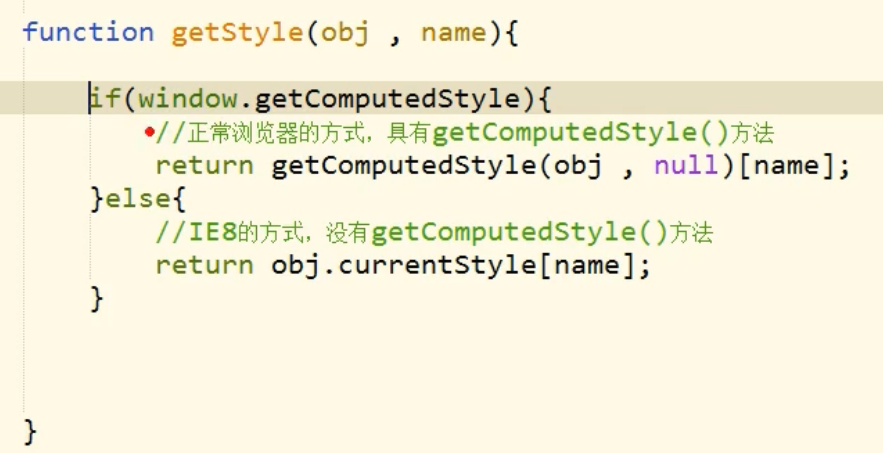 function getStyle(obj , name){
if(window.getComputedStyle){
//正常浏览器的方式，具有getComputedStyle()方法
return getComputedStyle(obj , null)[name];
}else{
//IE8的方式，没有getComputedStyle()方法
return obj.currentStyle[name];
}
}